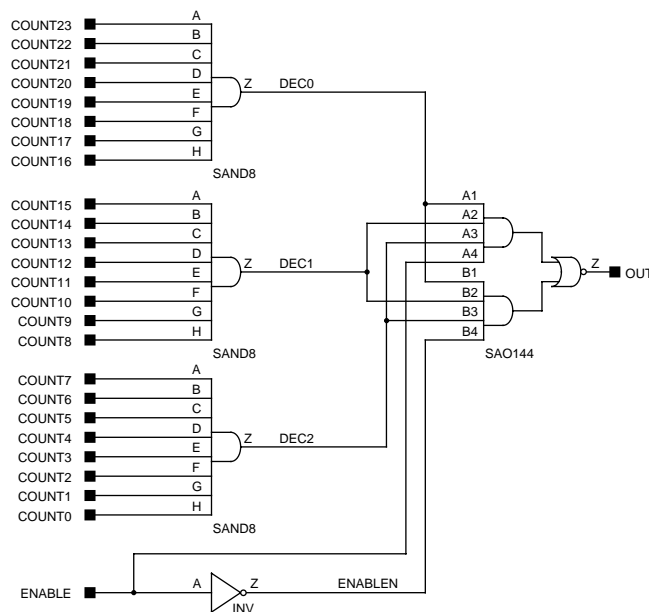 COUNT23 A
COUNT22 B
COUNT21 C
COUNT20 D
Z DEC0
COUNT19 E
COUNT18 F
COUNT17 G
COUNT16 H
SAND8
COUNT15 A
COUNT14 B
COUNT13 C
COUNT12 D
Z DEC1
COUNT11 E
COUNT10 F
COUNT9 G
COUNT8 H
SAND8
A1
A2
A3
A4
B1
B2
B3
B4
Z OUT
SAO144
COUNT7 A
COUNT6 B
COUNT5 C
COUNT4 D
Z DEC2
COUNT3 E
COUNT2 F
COUNT1 G
COUNT0 H
SAND8
ENABLE A Z ENABLEN
INV